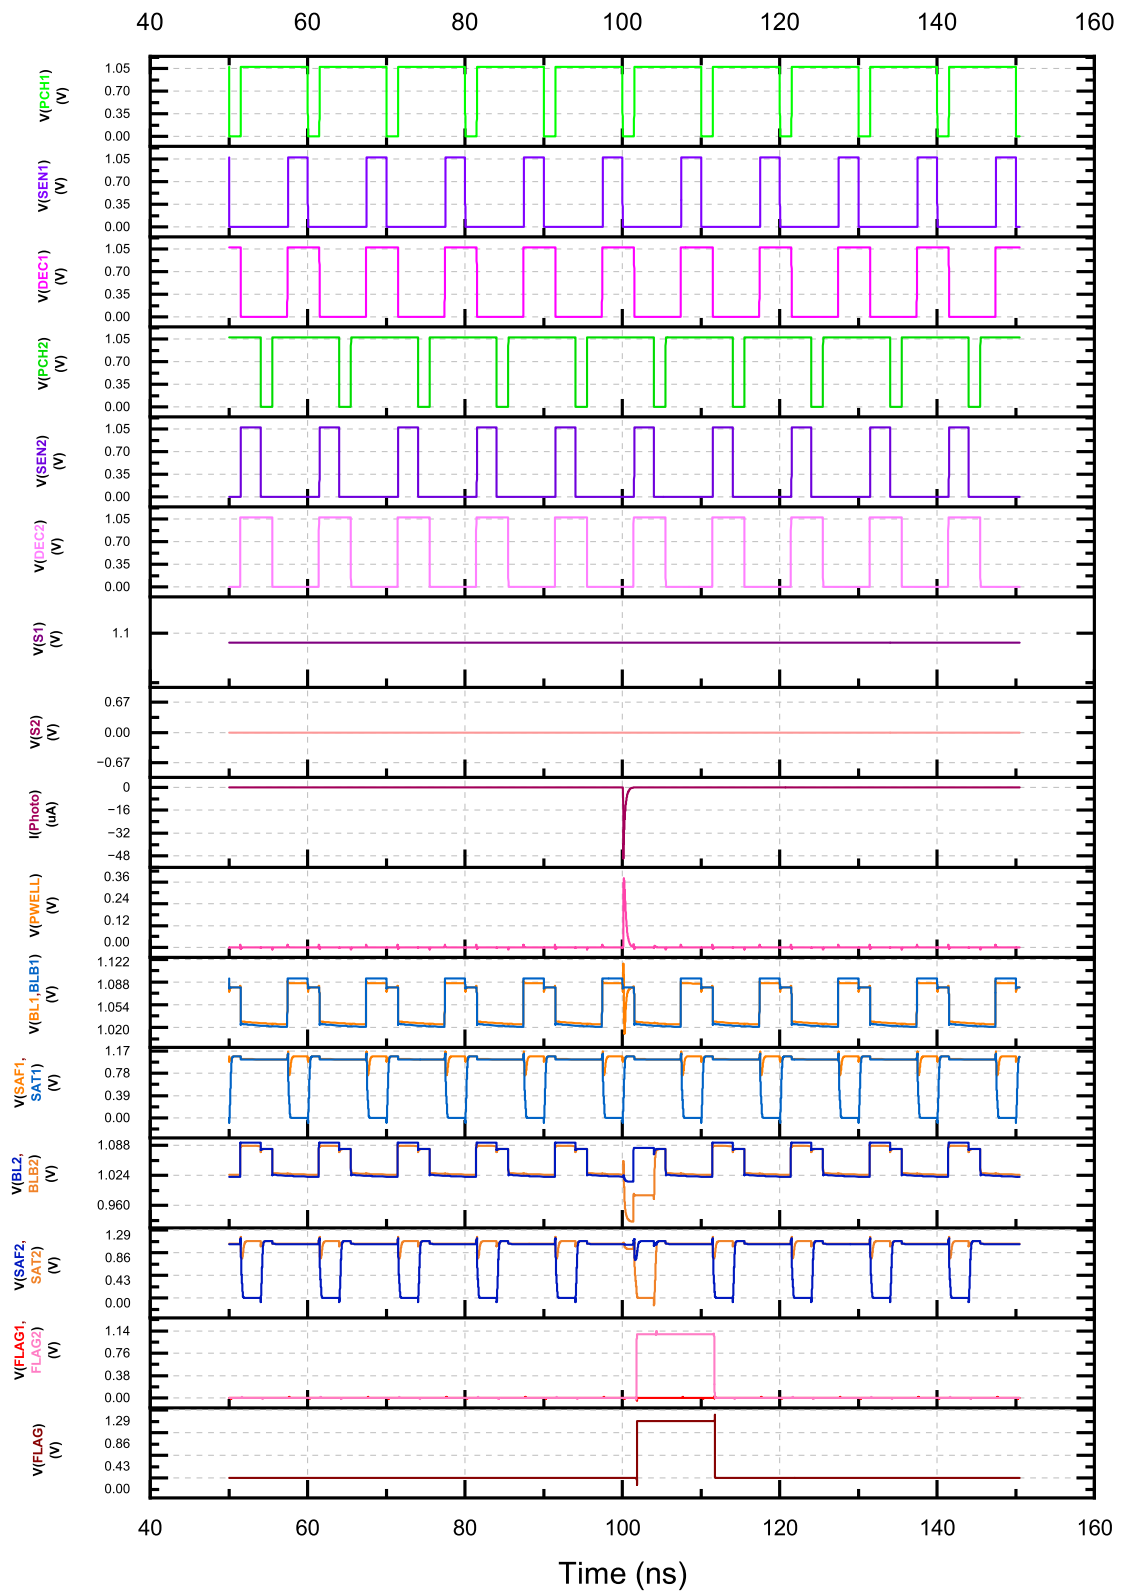 40 60 80 100 120 140 160
V(PCH1)
(V)
1.05
0.70
0.35
0.00
V(SEN1)
(V)
1.05
0.70
0.35
0.00
V(DEC1)
(V)
1.05
0.70
0.35
0.00
V(PCH2)
(V)
1.05
0.70
0.35
0.00
V(SEN2)
(V)
1.05
0.70
0.35
0.00
V(DEC2)
(V)
1.05
0.70
0.35
0.00
V(S1)
(V)
1.1
V(S2)
(V)
0.67
0.00
−0.67
I(Photo)
(uA)
0
−16
−32
−48
V(PWELL)
(V)
0.36
0.24
0.12
0.00
V(BL1,BLB1)
(V)
1.122
1.088
1.054
1.020
V(SAF1,
SAT1)
(V)
1.17
0.78
0.39
0.00
V(BL2,
BLB2)
(V)
1.088
1.024
0.960
V(SAF2,
SAT2)
(V)
1.29
0.86
0.43
0.00
V(FLAG1,
FLAG2)
(V)
1.14
0.76
0.38
0.00
V(FLAG)
(V)
1.29
0.86
0.43
0.00
40 60 80 100 120 140 160
Time (ns)